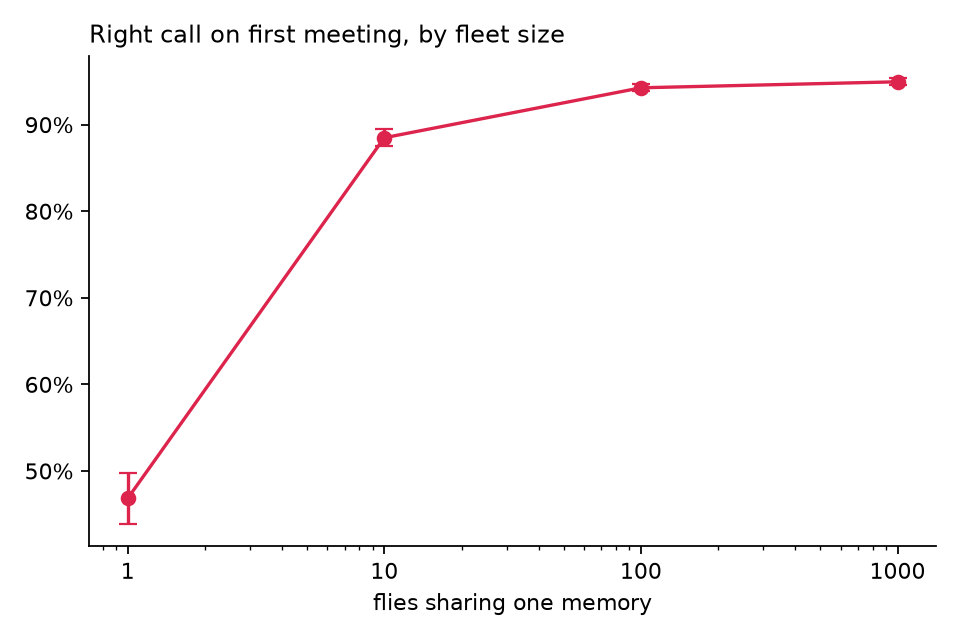 Right call on first meeting, by fleet size
90%
80%
70%
60%
50%
1 10 100 1000
flies sharing one memory